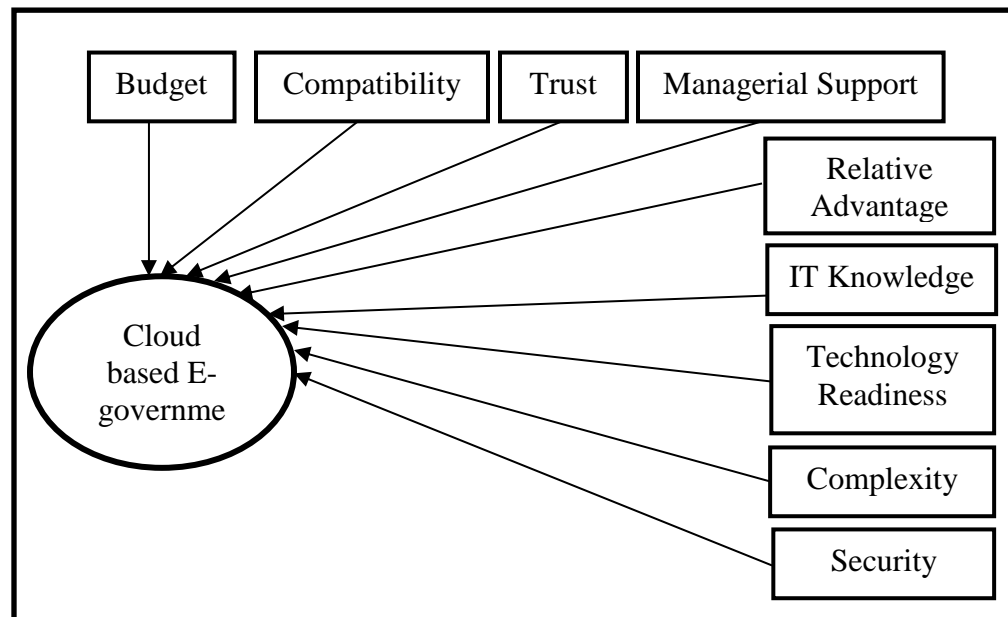 Budget
Compatibility
Trust
Managerial Support
Relative
Advantage
IT Knowledge
Technology
Readiness
Complexity
Security
Cloud
based E-
governme